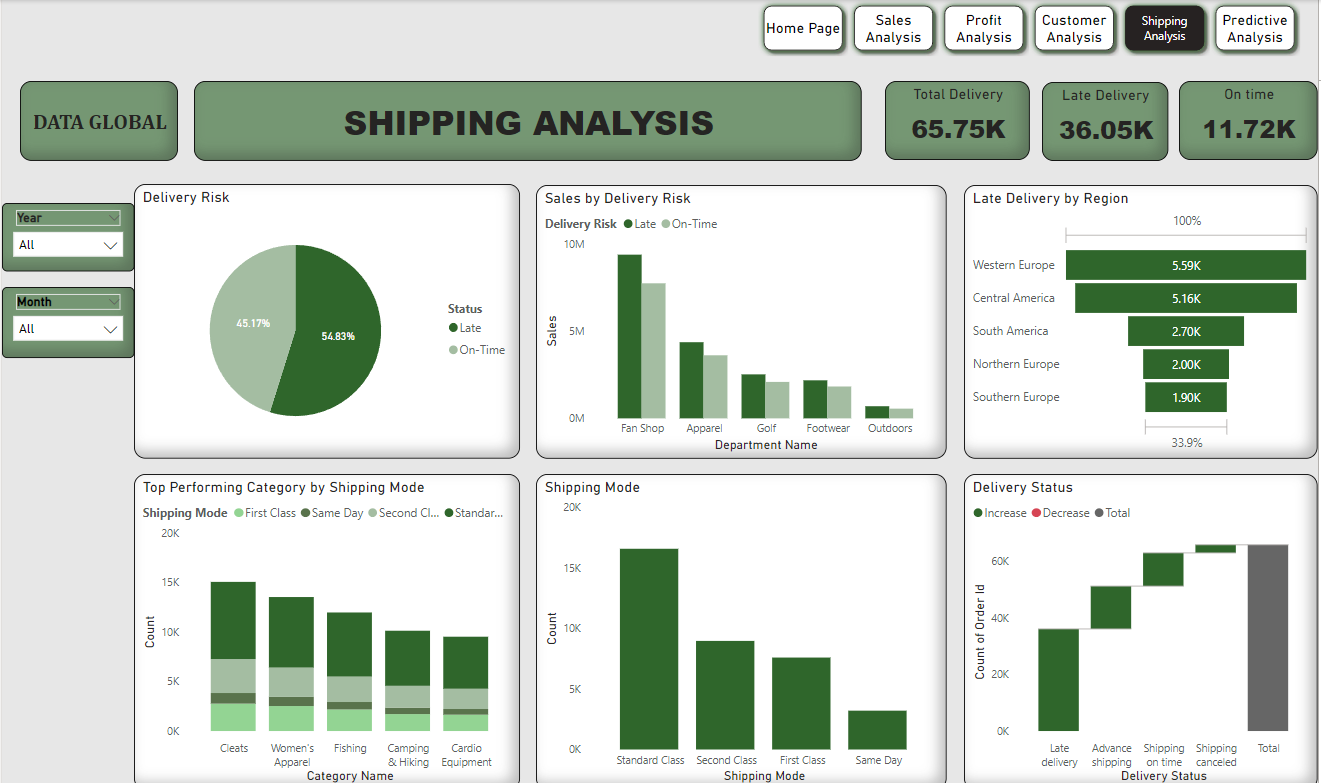 Home Page
Sales
Analysis
Profit
Analysis
Customer
Analysis
Shipping
Analysis
Predictive
Analysis
DATA GLOBAL
SHIPPING ANALYSIS
Total Delivery
65.75K
Late Delivery
36.05K
On time
11.72K
Year
All
Month
All
Delivery Risk
45.17%
54.83%
Status
Late
On-Time
Sales by Delivery Risk
Delivery Risk Late On-Time
10M
5M
0M
Sales
Fan Shop Apparel Golf Footwear Outdoors
Department Name
Late Delivery by Region
100%
Western Europe 5.59K
Central America 5.16K
South America 2.70K
Northern Europe 2.00K
Southern Europe 1.90K
33.9%
Top Performing Category by Shipping Mode
Shipping Mode First Class Same Day Second Cl... Standar...
20K
15K
10K
5K
0K
Count
Cleats Women's Apparel Fishing Camping & Hiking Cardio Equipment
Category Name
Shipping Mode
20K
15K
10K
5K
0K
Count
Standard Class Second Class First Class Same Day
Shipping Mode
Delivery Status
Increase Decrease Total
60K
40K
20K
0K
Count of Order Id
Late delivery Advance shipping Shipping on time Shipping canceled Total
Delivery Status